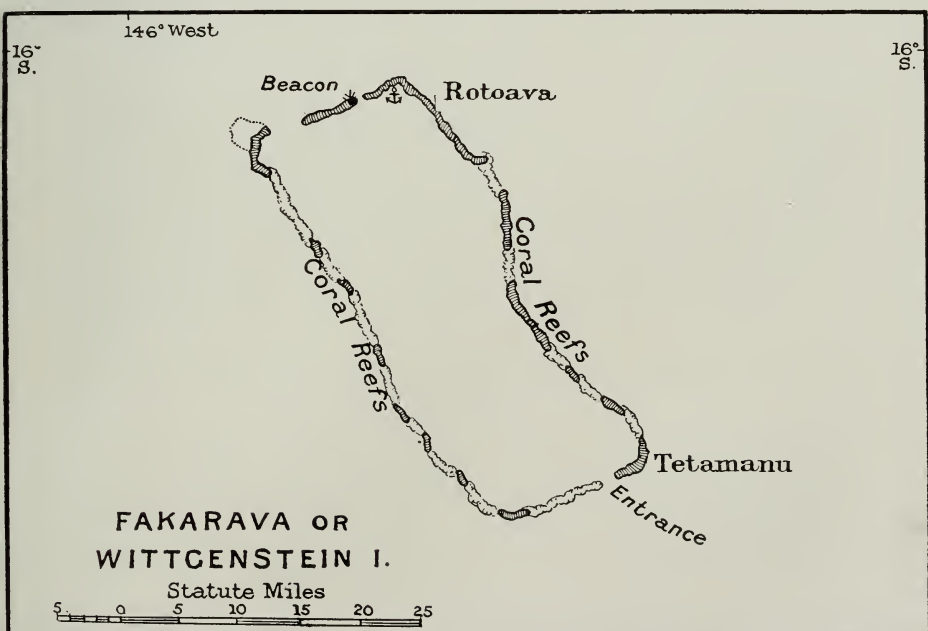 146° West
16° S.
16° S.
Beacon
Rotoava
Coral Reefs
Coral Reefs
Tetamanu
Entrance
FAKARAVA OR
WITTGENSTEIN I.
Statute Miles
5 0 5 10 15 20 25